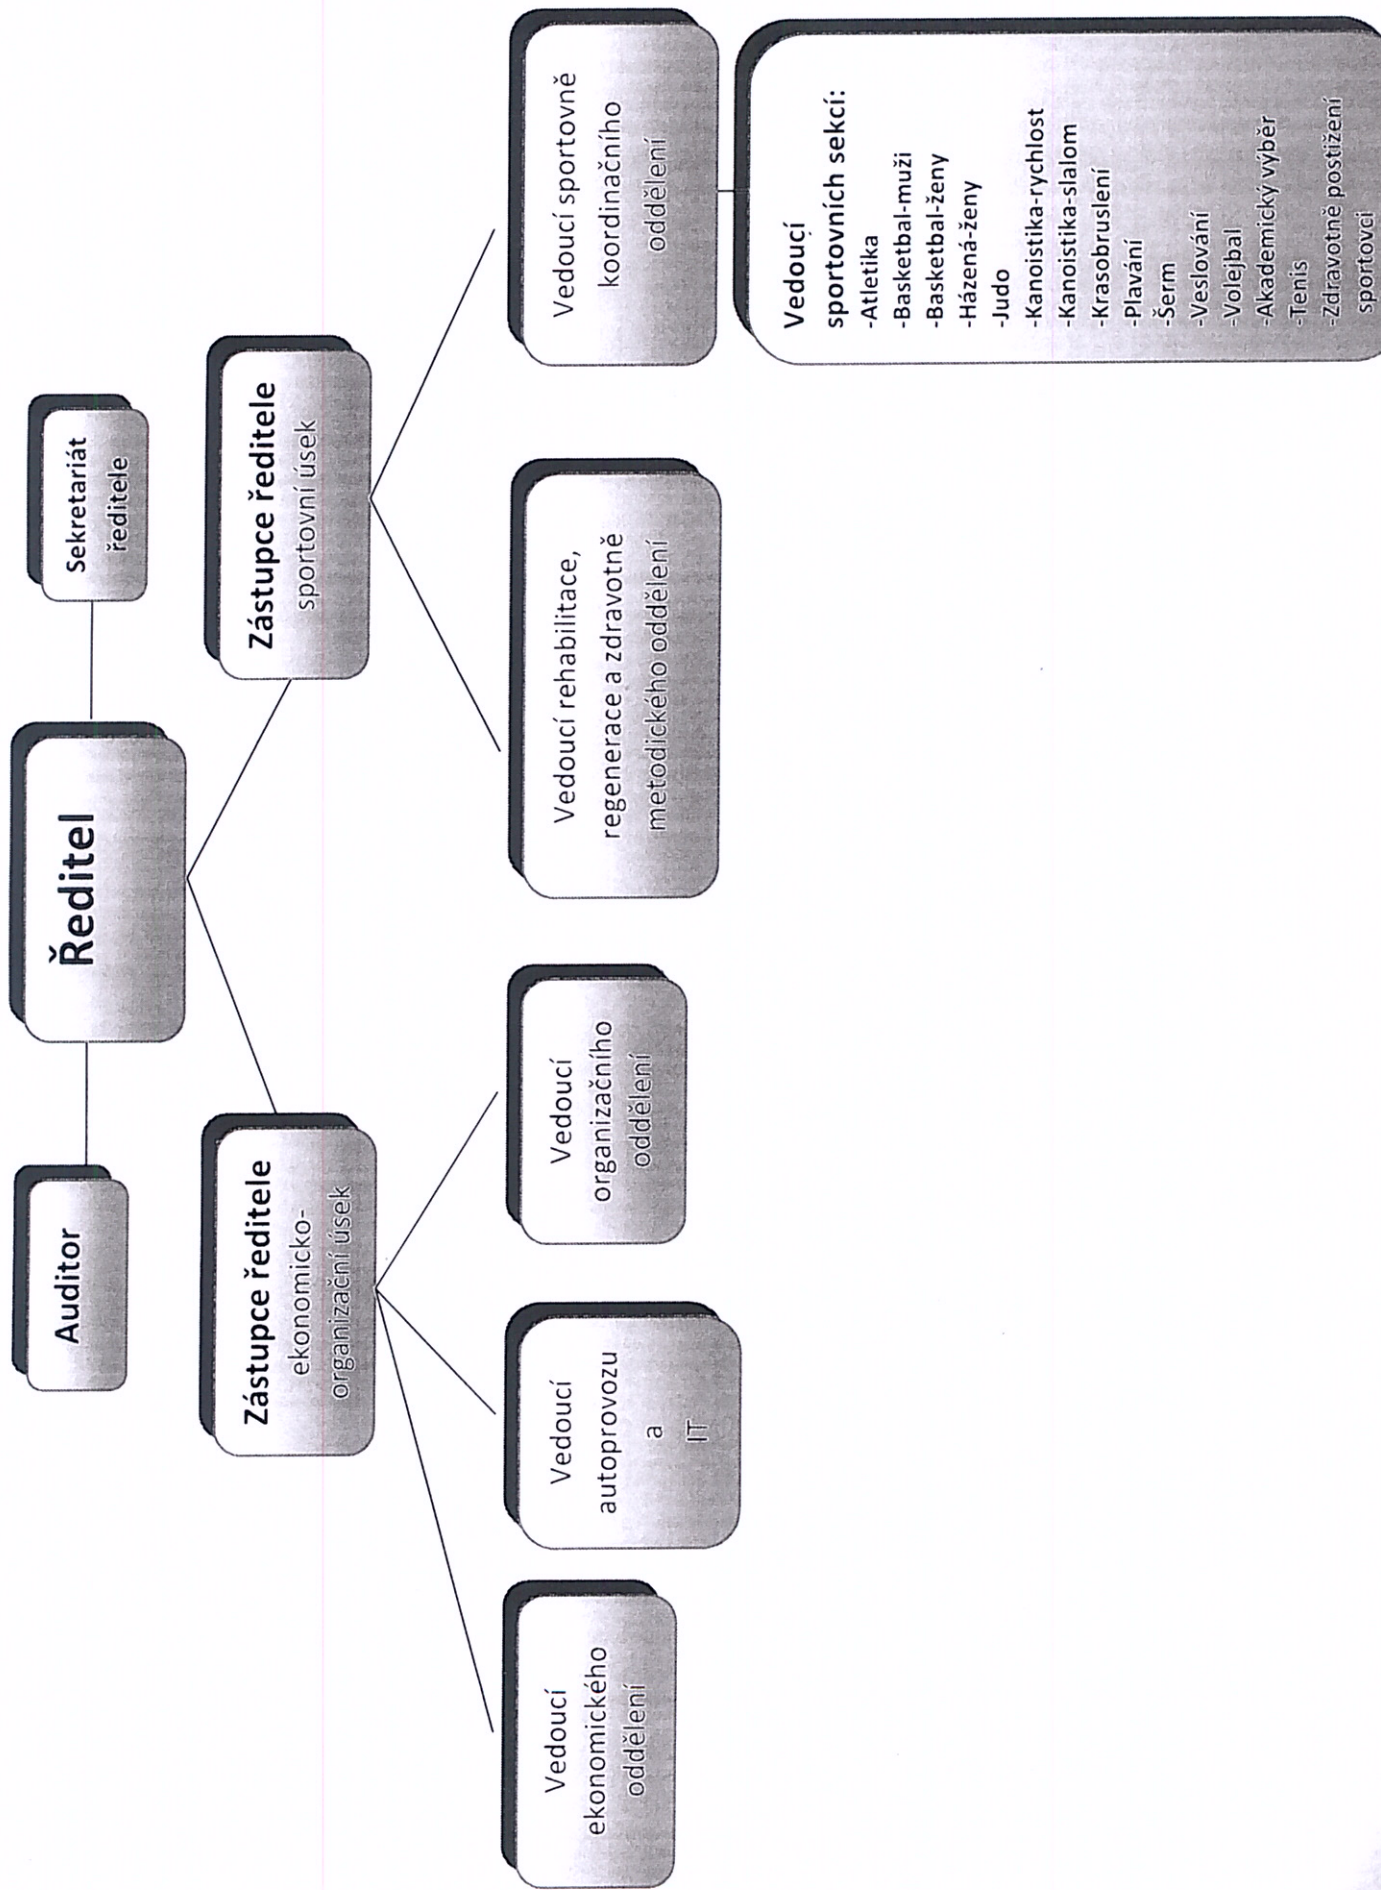 Auditor
Ředitel
Sekretariát
ředitele
Zástupce ředitele
ekonomicko-
organizační úsek
Zástupce ředitele
sportovní úsek
Vedoucí
ekonomického
oddělení
Vedoucí
autoprovozu
a
IT
Vedoucí
organizačního
oddělení
Vedoucí rehabilitace,
regenerace a zdravotně
metodického oddělení
Vedoucí sportovně
koordinačního
oddělení
Vedoucí
sportovních sekcí:
-Atletika
-Basketbal-muži
-Basketbal-ženy
-Házená-ženy
-Judo
-Kanoistika-rychlost
-Kanoistika-slalom
-Krasobruslení
-Plavání
-Šerm
-Veslování
-Volejbal
-Akademický výběr
-Tenis
-Zdravotně postižení
sportovci